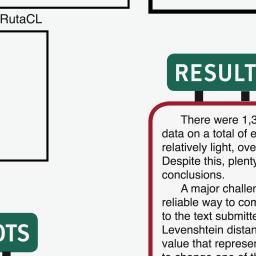 RutaCL
RESULT
There were 1,3
data on a total of e
relatively light, ove
Despite this, plenty
conclusions.
A major challer
reliable way to com
to the text submitte
Levenshtein distan
value that represer
OTS